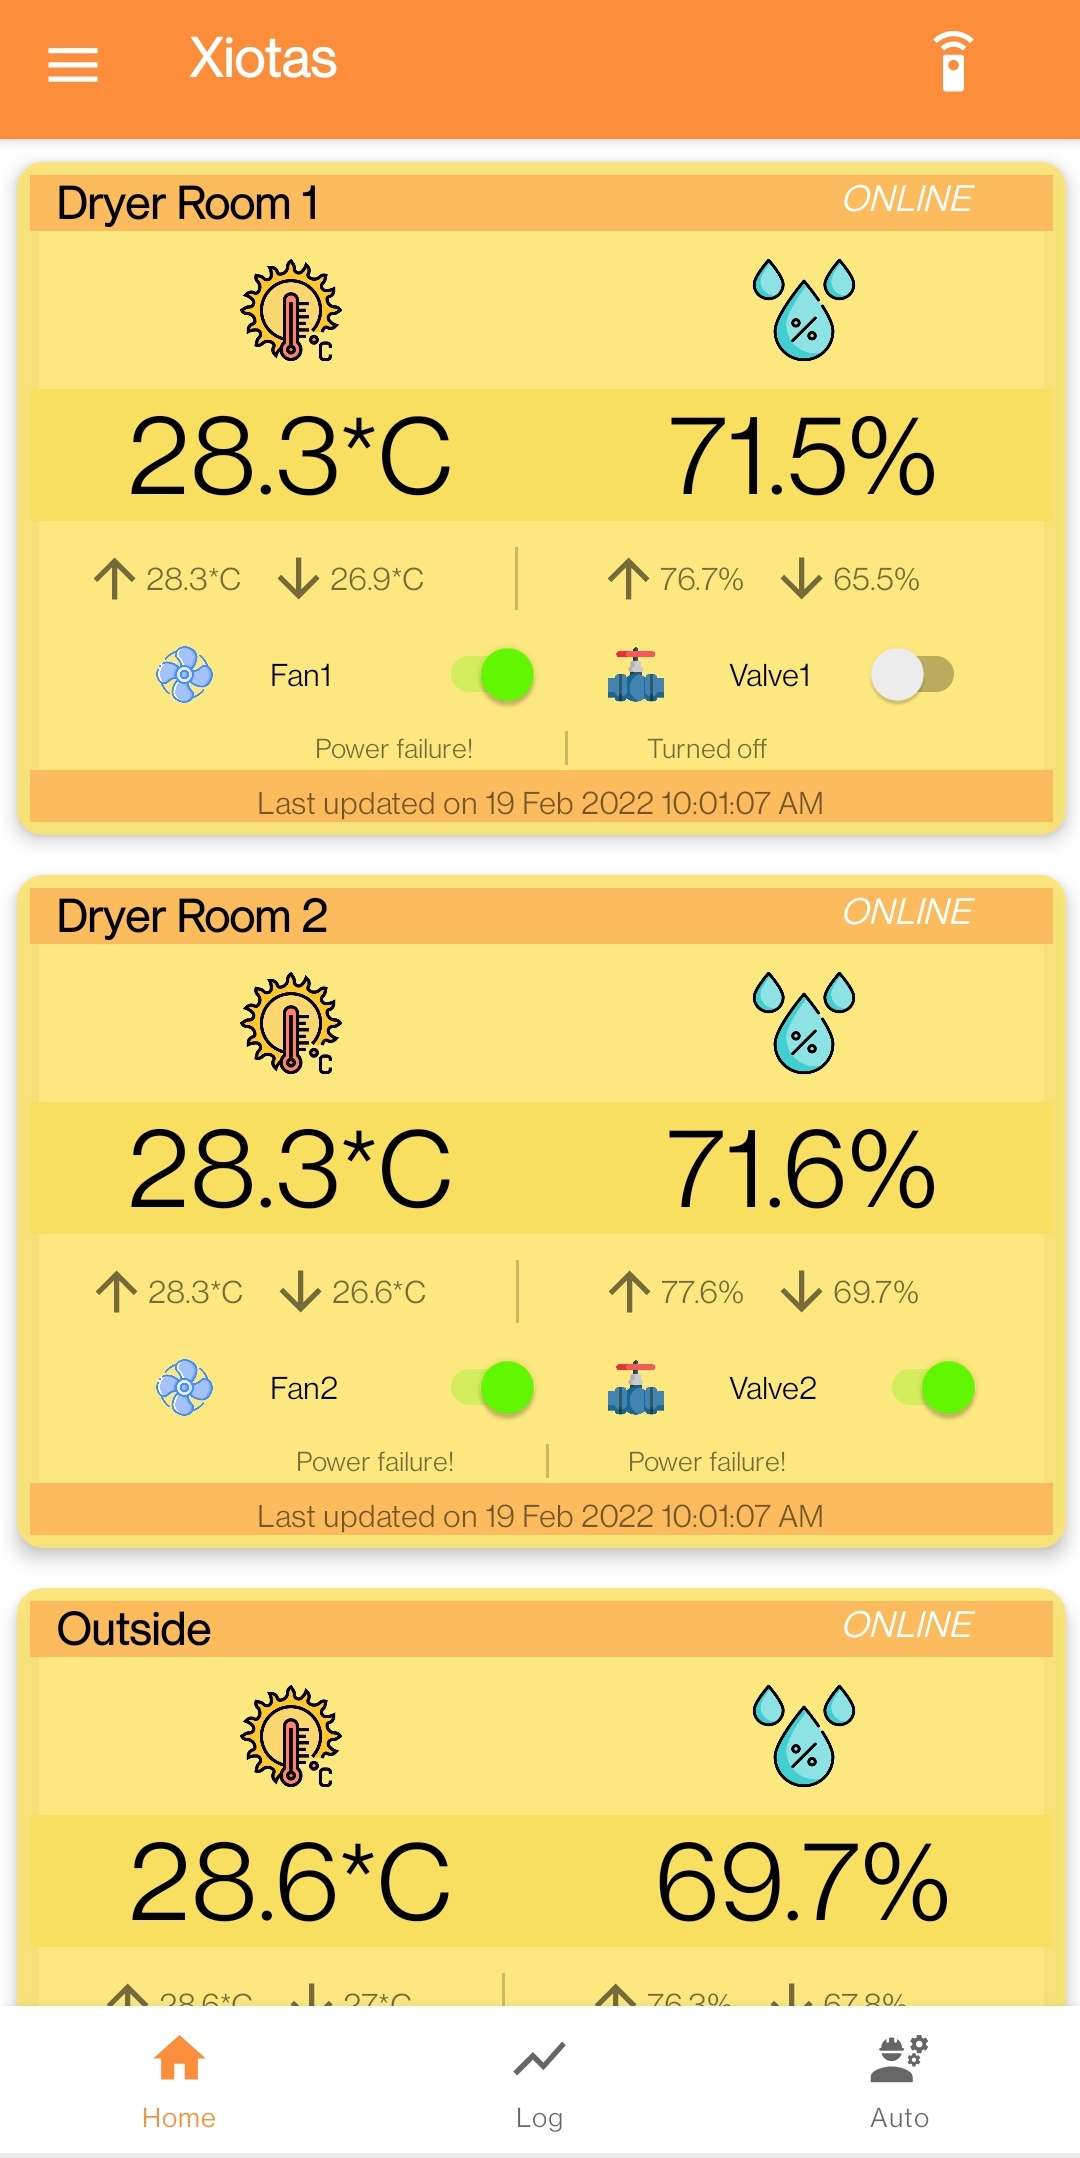 Xiotas
Dryer Room 1 ONLINE
°C %
28.3*C 71.5%
28.3*C 26.9*C 76.7% 65.5%
Fan1 Valve1
Power failure! Turned off
Last updated on 19 Feb 2022 10:01:07 AM
Dryer Room 2 ONLINE
°C %
28.3*C 71.6%
28.3*C 26.6*C 77.6% 69.7%
Fan2 Valve2
Power failure! Power failure!
Last updated on 19 Feb 2022 10:01:07 AM
Outside ONLINE
°C %
28.6*C 69.7%
28.6*C 27*C 76.3% 67.8%
Home Log Auto